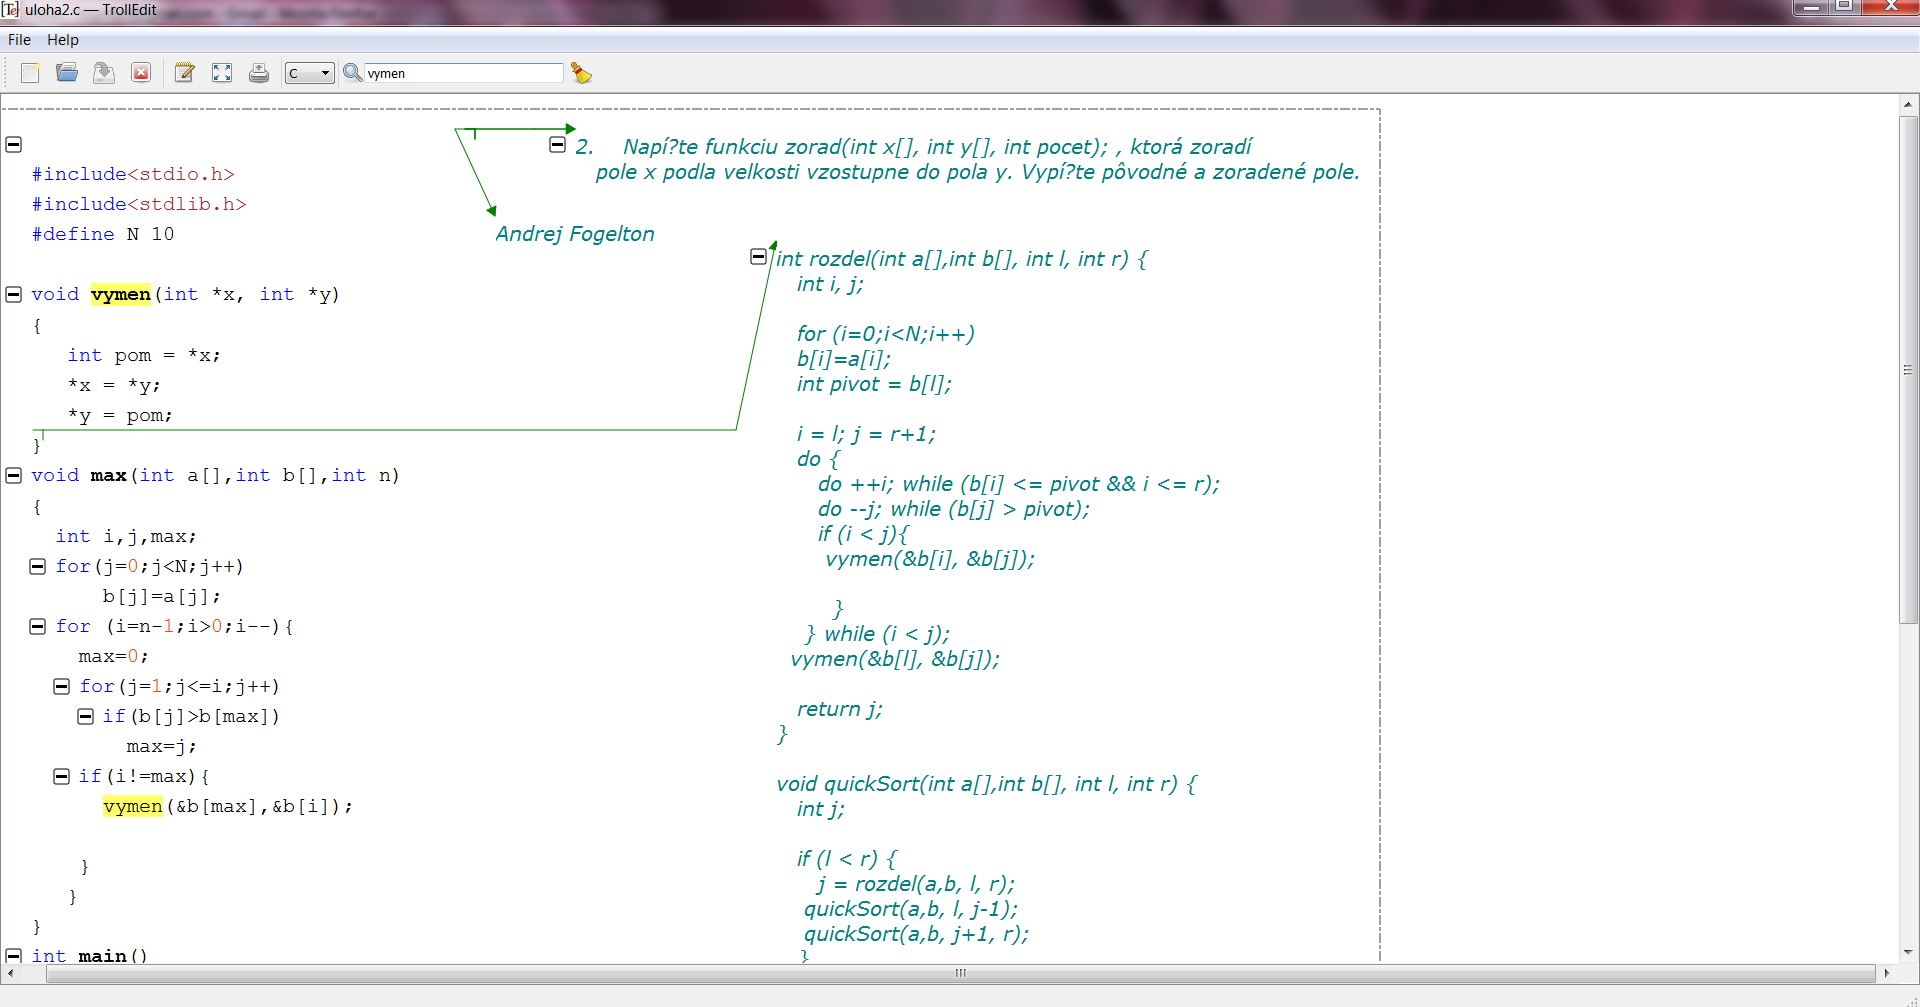 uloha2.c — TrollEdit
File Help
C vymen
2. Napí?te funkciu zorad(int x[], int y[], int pocet); , ktorá zoradí
pole x podla velkosti vzostupne do pola y. Vypí?te pôvodné a zoradené pole.
Andrej Fogelton
#include<stdio.h>
#include<stdlib.h>
#define N 10
void vymen(int *x, int *y)
{
int pom = *x;
*x = *y;
*y = pom;
}
void max(int a[],int b[],int n)
{
int i,j,max;
for(j=0;j<N;j++)
b[j]=a[j];
for (i=n-1;i>0;i--){
max=0;
for(j=1;j<=i;j++)
if(b[j]>b[max])
max=j;
if(i!=max){
vymen(&b[max],&b[i]);
}
}
}
int main()
int rozdel(int a[],int b[], int l, int r) {
int i, j;
for (i=0;i<N;i++)
b[i]=a[i];
int pivot = b[l];
i = l; j = r+1;
do {
do ++i; while (b[i] <= pivot && i <= r);
do --j; while (b[j] > pivot);
if (i < j){
vymen(&b[i], &b[j]);
}
} while (i < j);
vymen(&b[l], &b[j]);
return j;
}
void quickSort(int a[],int b[], int l, int r) {
int j;
if (l < r) {
j = rozdel(a,b, l, r);
quickSort(a,b, l, j-1);
quickSort(a,b, j+1, r);
}